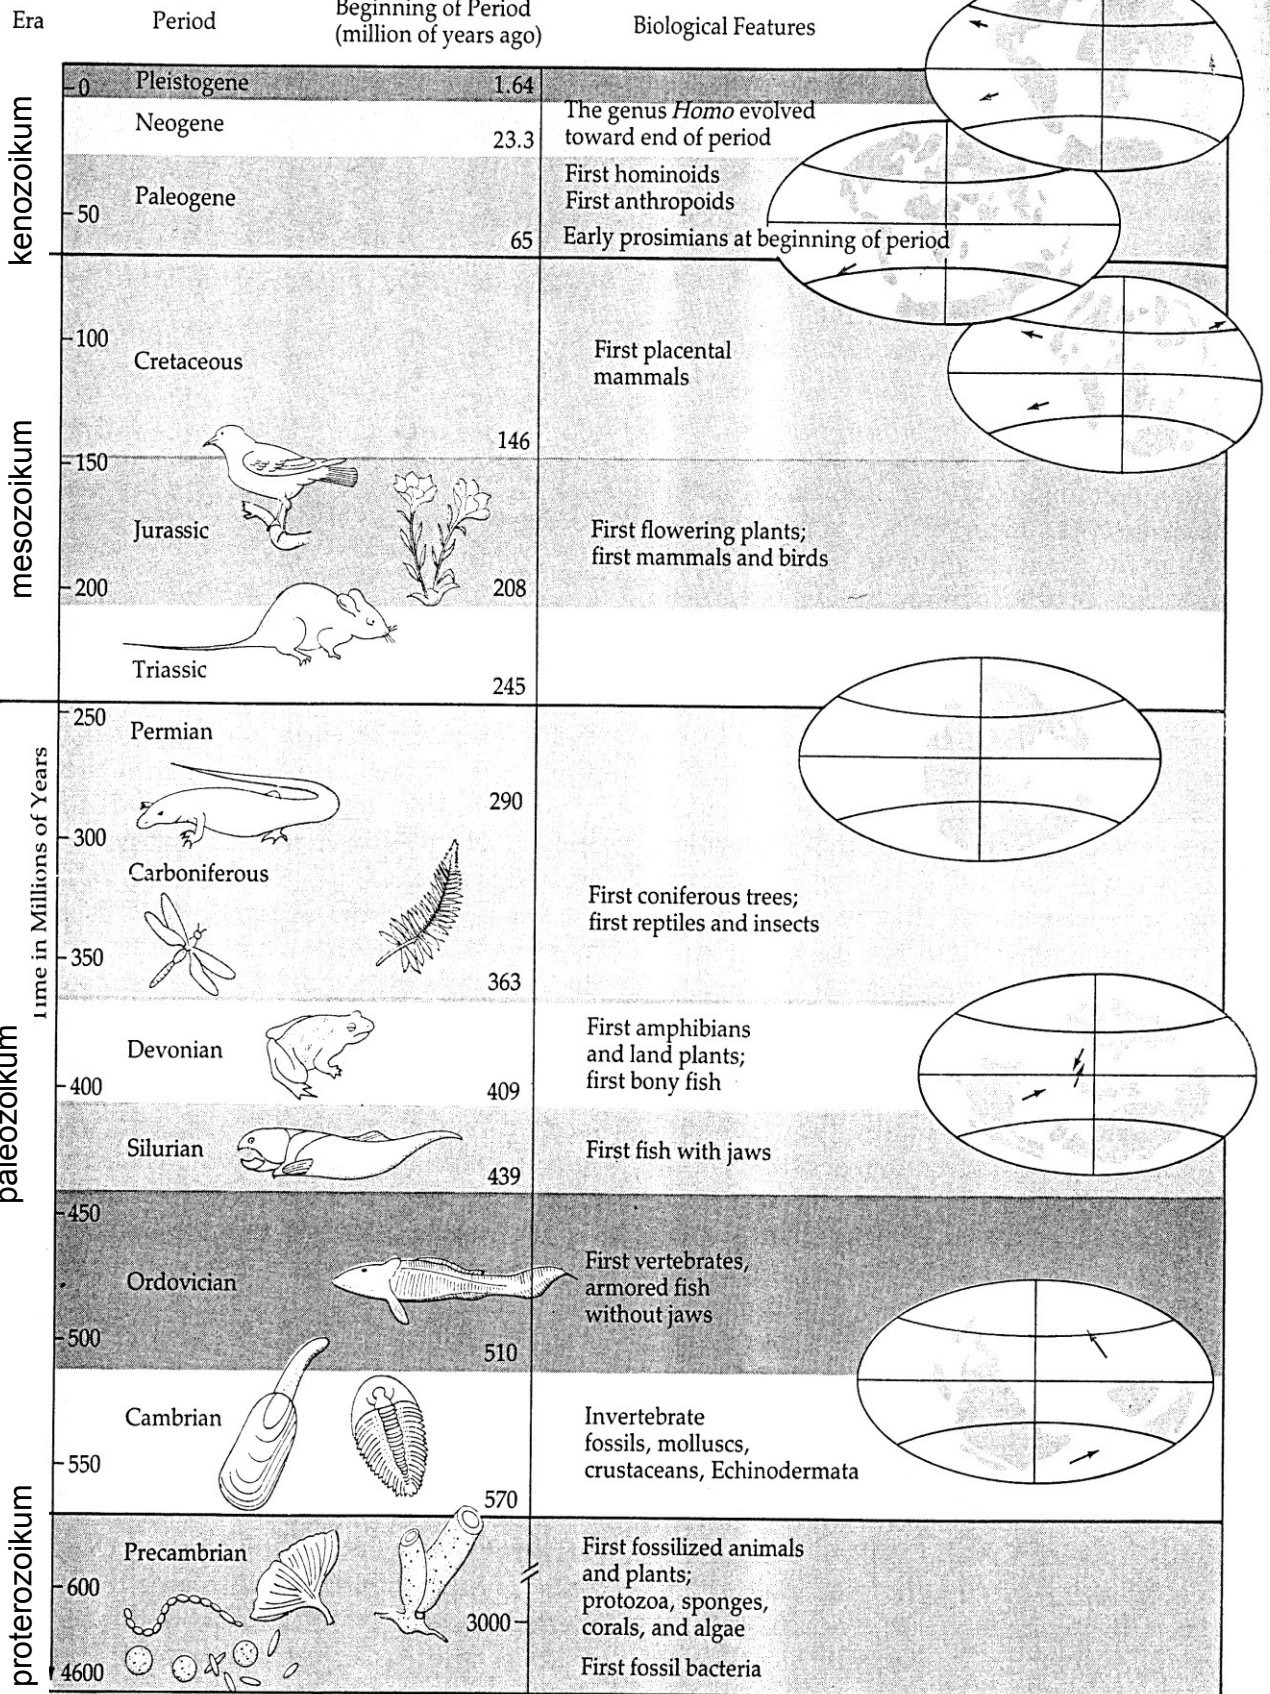 Era
Period
Beginning of Period
(million of years ago)
Biological Features
kenozoikum
0
Pleistogene
1.64
Neogene
23.3
The genus Homo evolved
toward end of period
Paleogene
50
65
First hominoids
First anthropoids
Early prosimians at beginning of period
mesozoikum
100
Cretaceous
146
First placental
mammals
150
Jurassic
200
208
First flowering plants;
first mammals and birds
Triassic
245
Time in Millions of Years
paleozoikum
250
Permian
290
300
Carboniferous
350
363
First coniferous trees;
first reptiles and insects
Devonian
400
409
First amphibians
and land plants;
first bony fish
Silurian
439
First fish with jaws
450
Ordovician
500
510
First vertebrates,
armored fish
without jaws
Cambrian
550
570
Invertebrate
fossils, molluscs,
crustaceans, Echinodermata
proterozoikum
Precambrian
600
3000
4600
First fossilized animals
and plants;
protozoa, sponges,
corals, and algae
First fossil bacteria